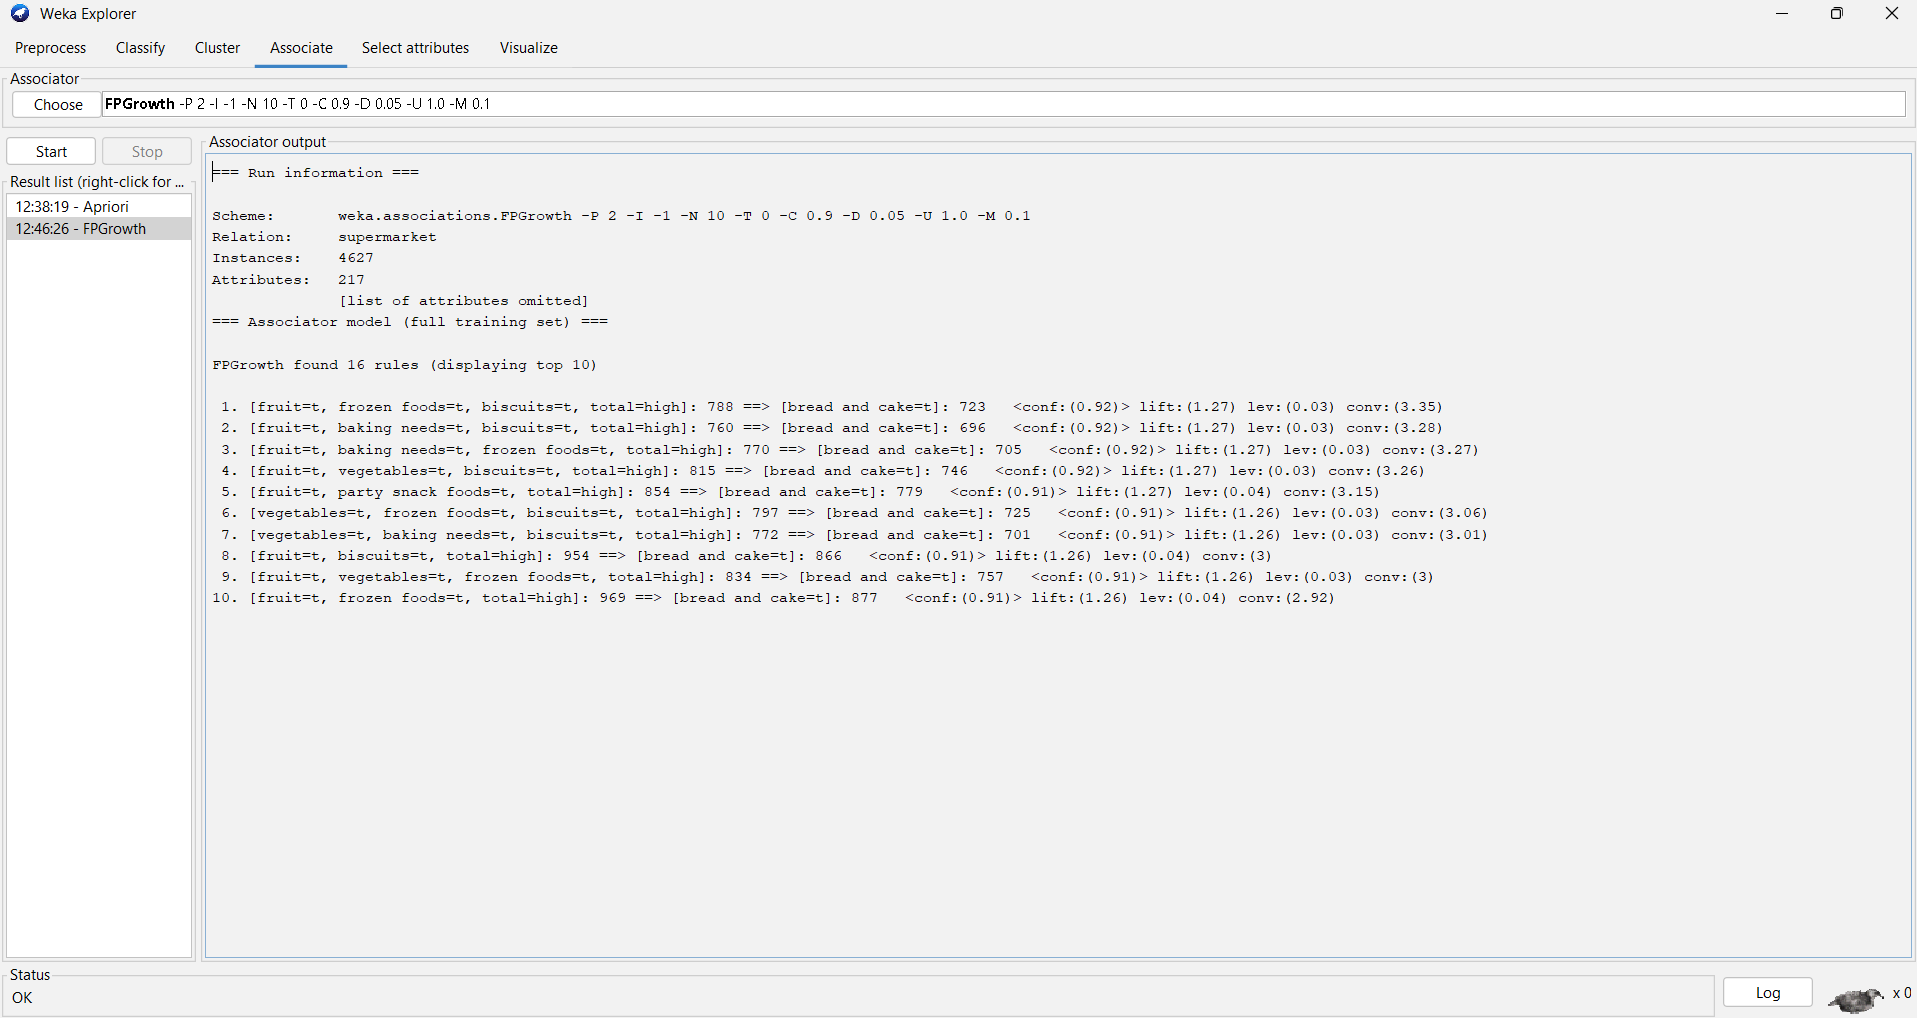 Weka Explorer
Preprocess Classify Cluster Associate Select attributes Visualize
Associator
Choose FPGrowth -P 2 -I -1 -N 10 -T 0 -C 0.9 -D 0.05 -U 1.0 -M 0.1
Start Stop
Result list (right-click for ...
12:38:19 - Apriori
12:46:26 - FPGrowth
Associator output
=== Run information ===
Scheme: weka.associations.FPGrowth -P 2 -I -1 -N 10 -T 0 -C 0.9 -D 0.05 -U 1.0 -M 0.1
Relation: supermarket
Instances: 4627
Attributes: 217
[list of attributes omitted]
=== Associator model (full training set) ===
FPGrowth found 16 rules (displaying top 10)
1. [fruit=t, frozen foods=t, biscuits=t, total=high]: 788 ==> [bread and cake=t]: 723 <conf:(0.92)> lift:(1.27) lev:(0.03) conv:(3.35)
2. [fruit=t, baking needs=t, biscuits=t, total=high]: 760 ==> [bread and cake=t]: 696 <conf:(0.92)> lift:(1.27) lev:(0.03) conv:(3.28)
3. [fruit=t, baking needs=t, frozen foods=t, total=high]: 770 ==> [bread and cake=t]: 705 <conf:(0.92)> lift:(1.27) lev:(0.03) conv:(3.27)
4. [fruit=t, vegetables=t, biscuits=t, total=high]: 815 ==> [bread and cake=t]: 746 <conf:(0.92)> lift:(1.27) lev:(0.03) conv:(3.26)
5. [fruit=t, party snack foods=t, total=high]: 854 ==> [bread and cake=t]: 779 <conf:(0.91)> lift:(1.27) lev:(0.04) conv:(3.15)
6. [vegetables=t, frozen foods=t, biscuits=t, total=high]: 797 ==> [bread and cake=t]: 725 <conf:(0.91)> lift:(1.26) lev:(0.03) conv:(3.06)
7. [vegetables=t, baking needs=t, biscuits=t, total=high]: 772 ==> [bread and cake=t]: 701 <conf:(0.91)> lift:(1.26) lev:(0.03) conv:(3.01)
8. [fruit=t, biscuits=t, total=high]: 954 ==> [bread and cake=t]: 866 <conf:(0.91)> lift:(1.26) lev:(0.04) conv:(3)
9. [fruit=t, vegetables=t, frozen foods=t, total=high]: 834 ==> [bread and cake=t]: 757 <conf:(0.91)> lift:(1.26) lev:(0.03) conv:(3)
10. [fruit=t, frozen foods=t, total=high]: 969 ==> [bread and cake=t]: 877 <conf:(0.91)> lift:(1.26) lev:(0.04) conv:(2.92)
Status
OK
Log x 0